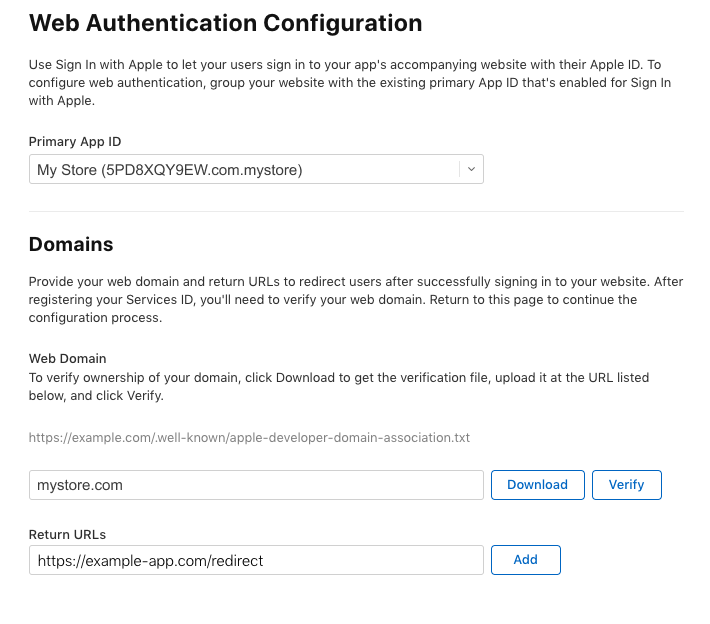 Web Authentication Configuration
Use Sign In with Apple to let your users sign in to your app's accompanying website with their Apple ID. To
configure web authentication, group your website with the existing primary App ID that's enabled for Sign In
with Apple.
Primary App ID
My Store (5PD8XQY9EW.com.mystore)
Domains
Provide your web domain and return URLs to redirect users after successfully signing in to your website. After
registering your Services ID, you'll need to verify your web domain. Return to this page to continue the
configuration process.
Web Domain
To verify ownership of your domain, click Download to get the verification file, upload it at the URL listed
below, and click Verify.
https://example.com/.well-known/apple-developer-domain-association.txt
mystore.com Download Verify
Return URLs
https://example-app.com/redirect Add